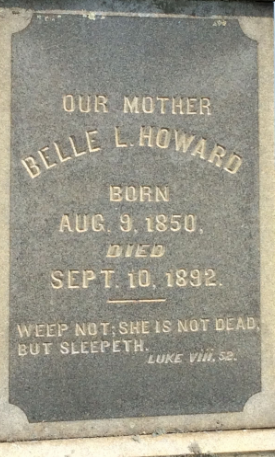 OUR MOTHER
BELLE L. HOWARD
BORN
AUG. 9, 1850,
DIED
SEPT. 10, 1892.
WEEP NOT; SHE IS NOT DEAD,
BUT SLEEPETH.
LUKE VIII, 52.